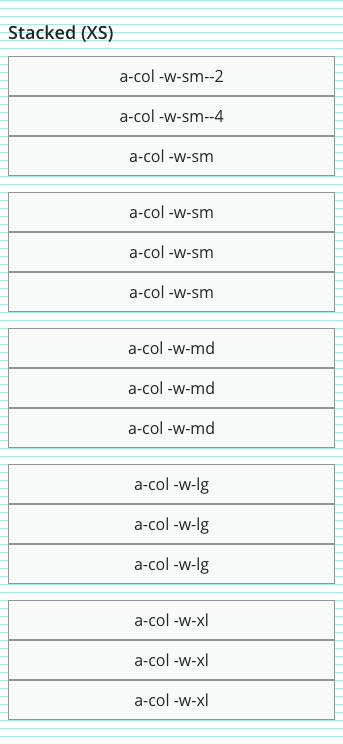 Stacked (XS)
a-col -w-sm--2
a-col -w-sm--4
a-col -w-sm
a-col -w-sm
a-col -w-sm
a-col -w-sm
a-col -w-md
a-col -w-md
a-col -w-md
a-col -w-lg
a-col -w-lg
a-col -w-lg
a-col -w-xl
a-col -w-xl
a-col -w-xl